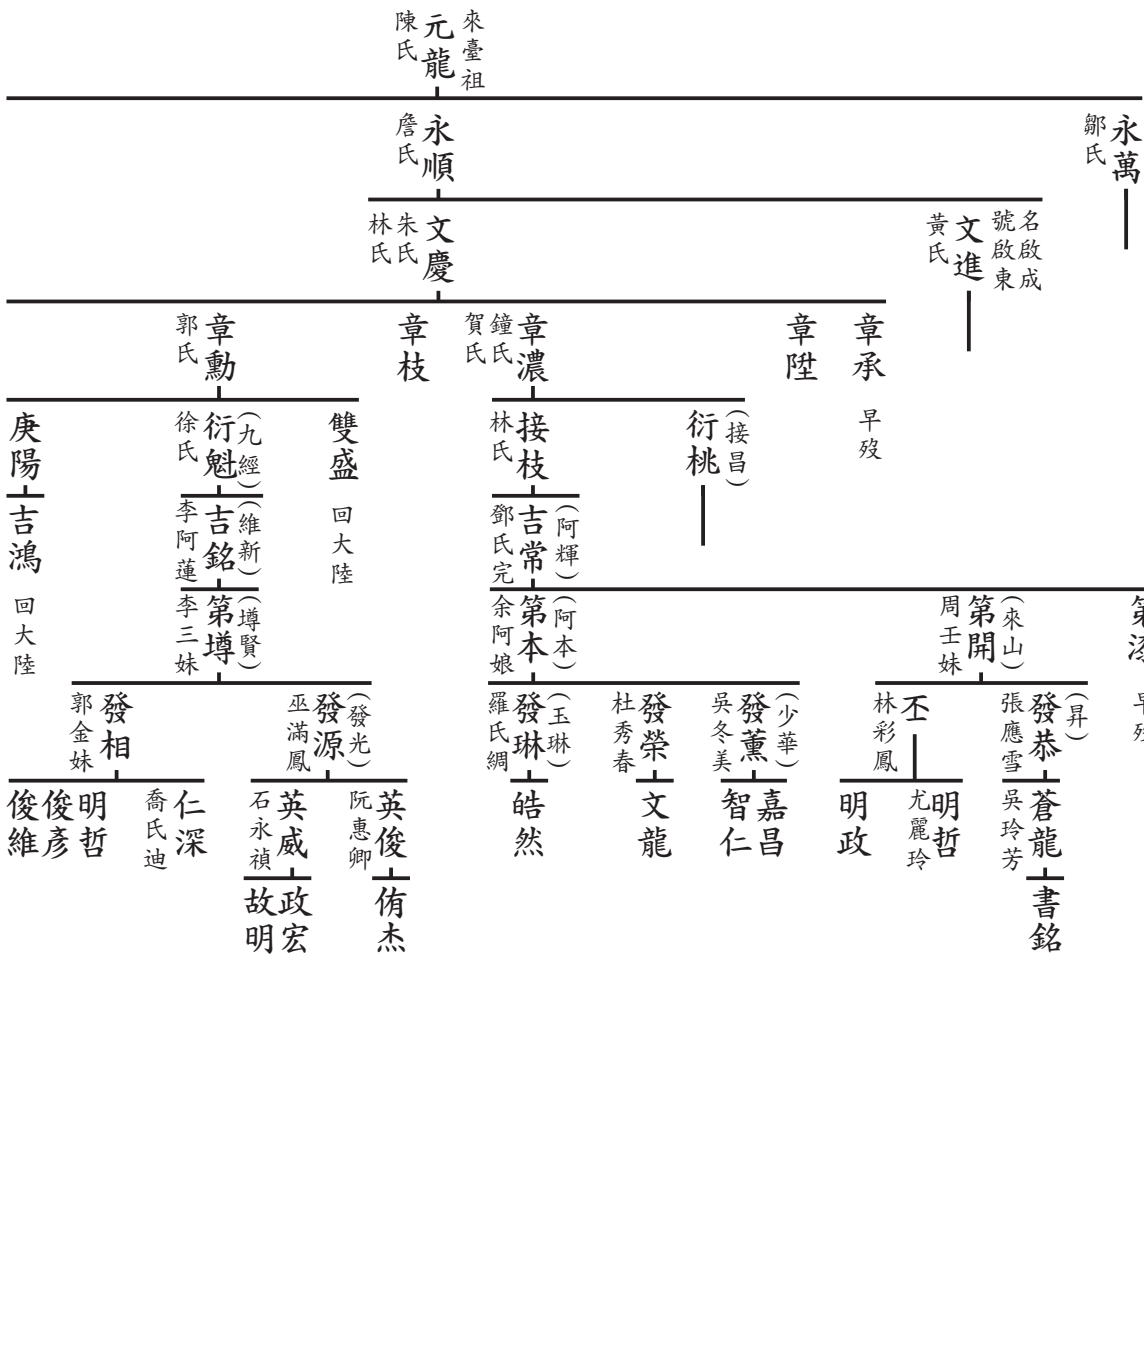 來臺祖
元龍
陳氏
永萬
鄒氏
永順
詹氏
名啟成
號啟東
文進
黃氏
文慶
朱氏
林氏
章承
早歿
章陞
章濃
鐘氏
賀氏
章枝
章勳
郭氏
(接昌)
衍桃
接枝
林氏
雙盛
回大陸
(九經)
衍魁
徐氏
庚陽
(阿輝)
吉常
鄧氏完
(維新)
吉銘
李阿蓮
吉鴻
回大陸
(來山)
第開
周壬妹
(阿本)
第本
余阿娘
(塼賢)
第塼
李三妹
(昇)
發恭
張應雪
丕
林彩鳳
(少華)
發薰
吳冬美
發榮
杜秀春
(玉琳)
發琳
羅氏綢
(發光)
發源
巫滿鳳
發相
郭金妹
蒼龍
吳玲芳
明哲
尤麗玲
明政
嘉昌
智仁
文龍
皓然
英俊
阮惠卿
英威
石永禎
仁深
喬氏迪
明哲
俊彥
俊維
書銘
侑杰
政宏
故明